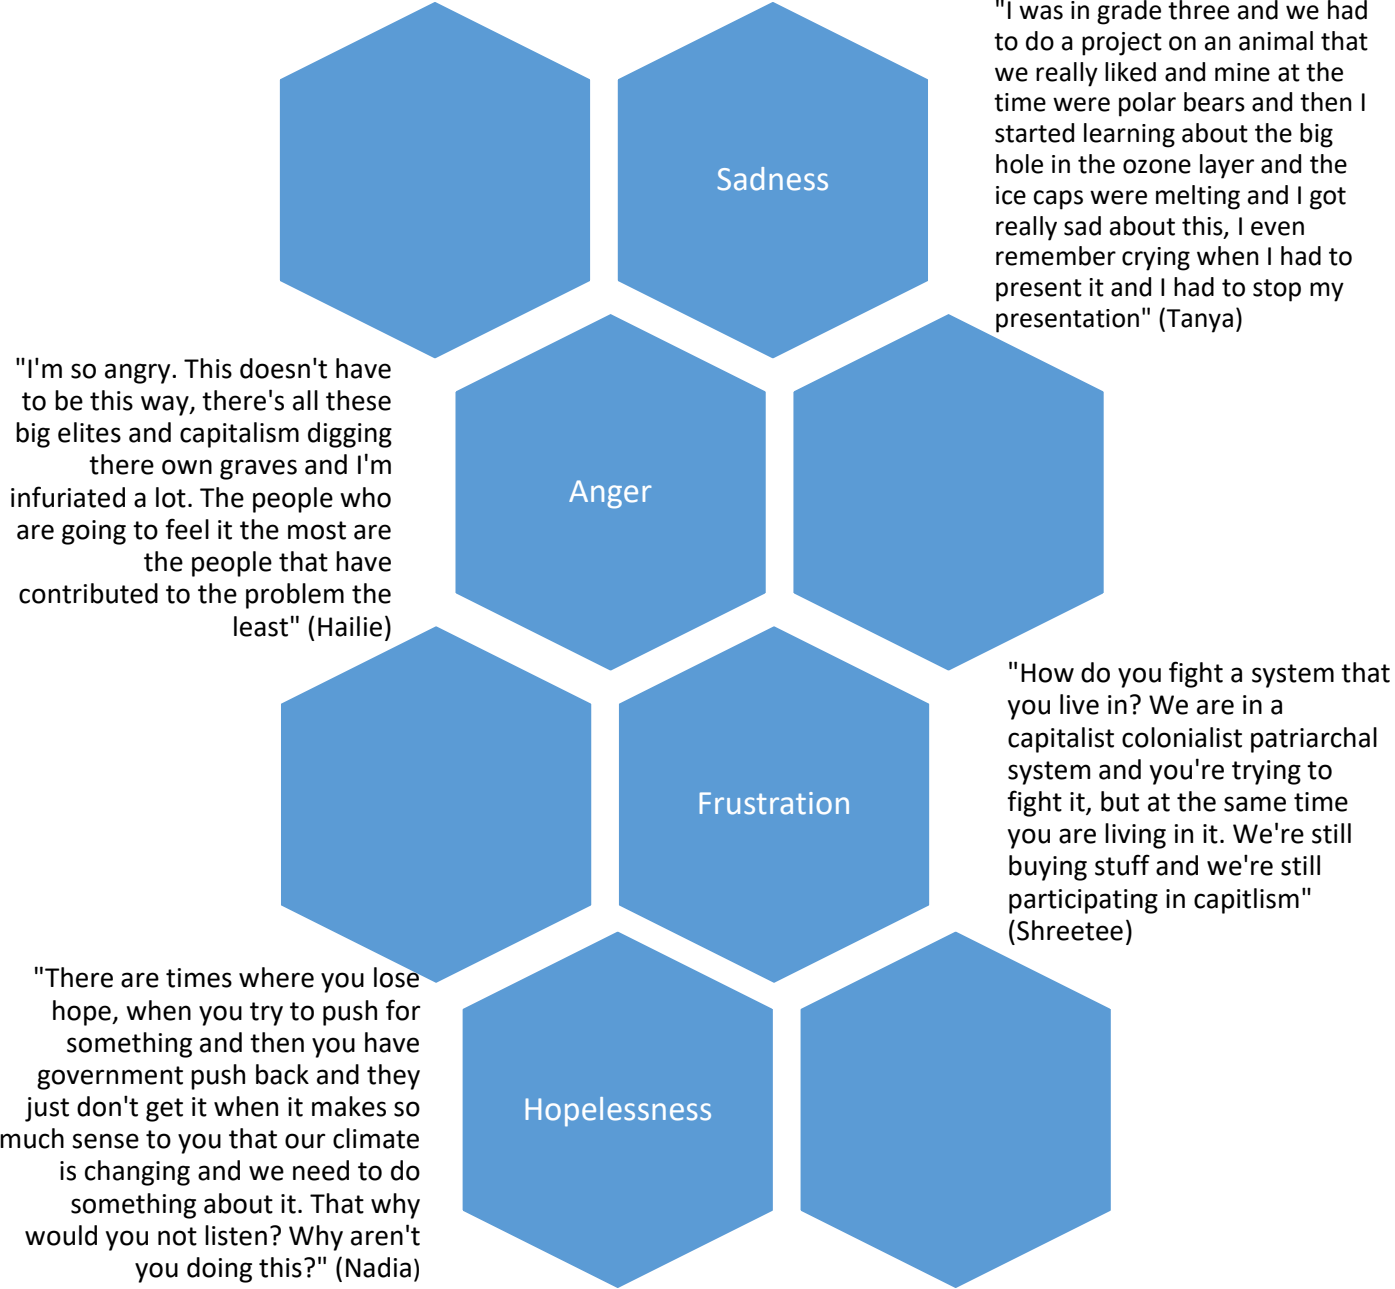 "I was in grade three and we had
to do a project on an animal that
we really liked and mine at the
time were polar bears and then I
started learning about the big
hole in the ozone layer and the
ice caps were melting and I got
really sad about this, I even
remember crying when I had to
present it and I had to stop my
presentation" (Tanya)
Sadness
"I'm so angry. This doesn't have
to be this way, there's all these
big elites and capitalism digging
there own graves and I'm
infuriated a lot. The people who
are going to feel it the most are
the people that have
contributed to the problem the
least" (Hailie)
Anger
"How do you fight a system that
you live in? We are in a
capitalist colonialist patriarchal
system and you're trying to
fight it, but at the same time
you are living in it. We're still
buying stuff and we're still
participating in capitlism"
(Shreetee)
Frustration
"There are times where you lose
hope, when you try to push for
something and then you have
government push back and they
just don't get it when it makes so
much sense to you that our climate
is changing and we need to do
something about it. That why
would you not listen? Why aren't
you doing this?" (Nadia)
Hopelessness